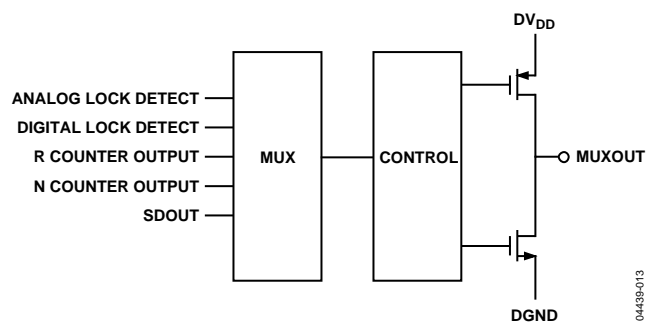 DVDD
ANALOG LOCK DETECT
DIGITAL LOCK DETECT
R COUNTER OUTPUT
N COUNTER OUTPUT
SDOUT
MUX
CONTROL
MUXOUT
DGND
04439-013